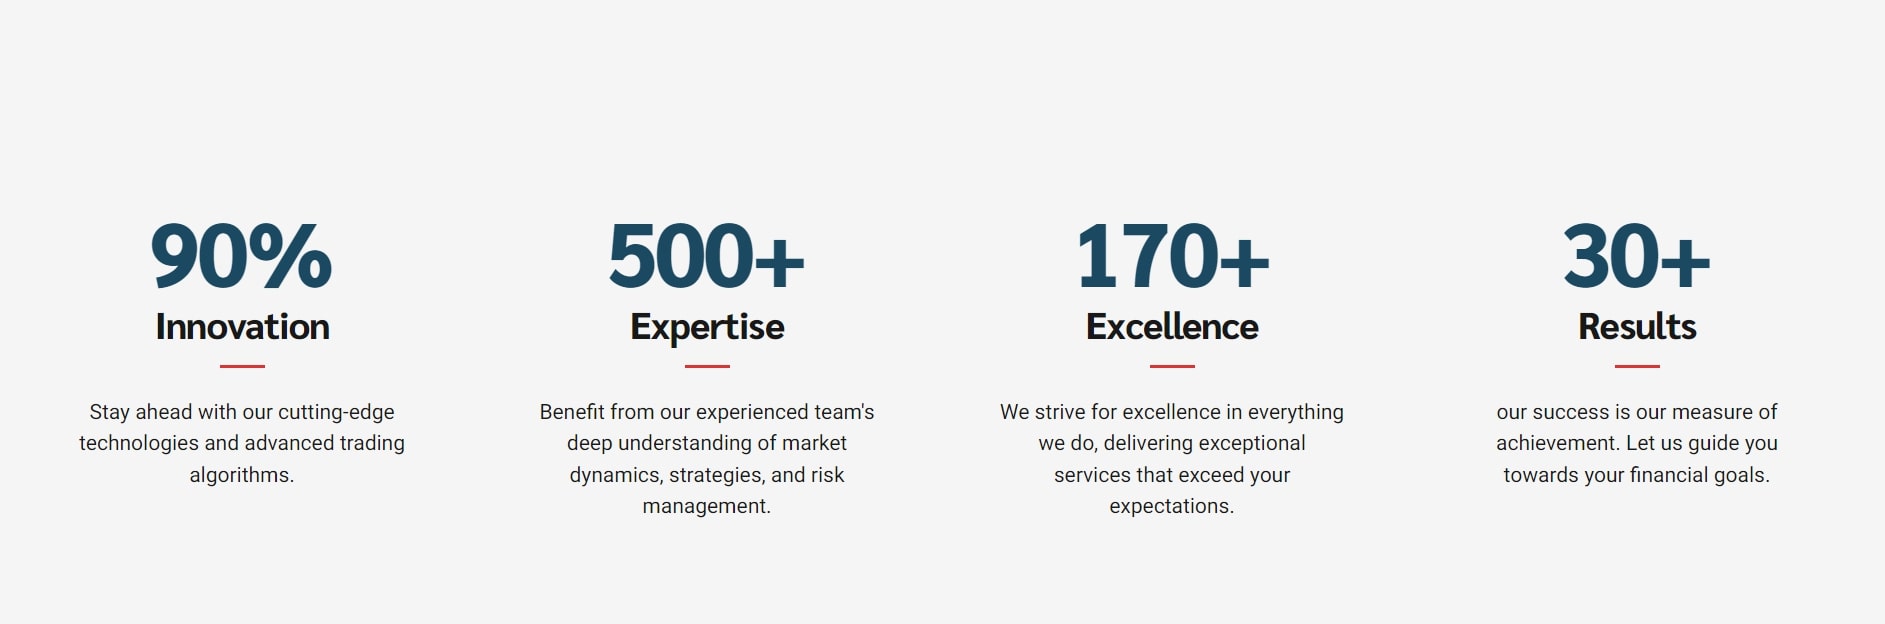 90%
Innovation
Stay ahead with our cutting-edge
technologies and advanced trading
algorithms.
500+
Expertise
Benefit from our experienced team's
deep understanding of market
dynamics, strategies, and risk
management.
170+
Excellence
We strive for excellence in everything
we do, delivering exceptional
services that exceed your
expectations.
30+
Results
our success is our measure of
achievement. Let us guide you
towards your financial goals.